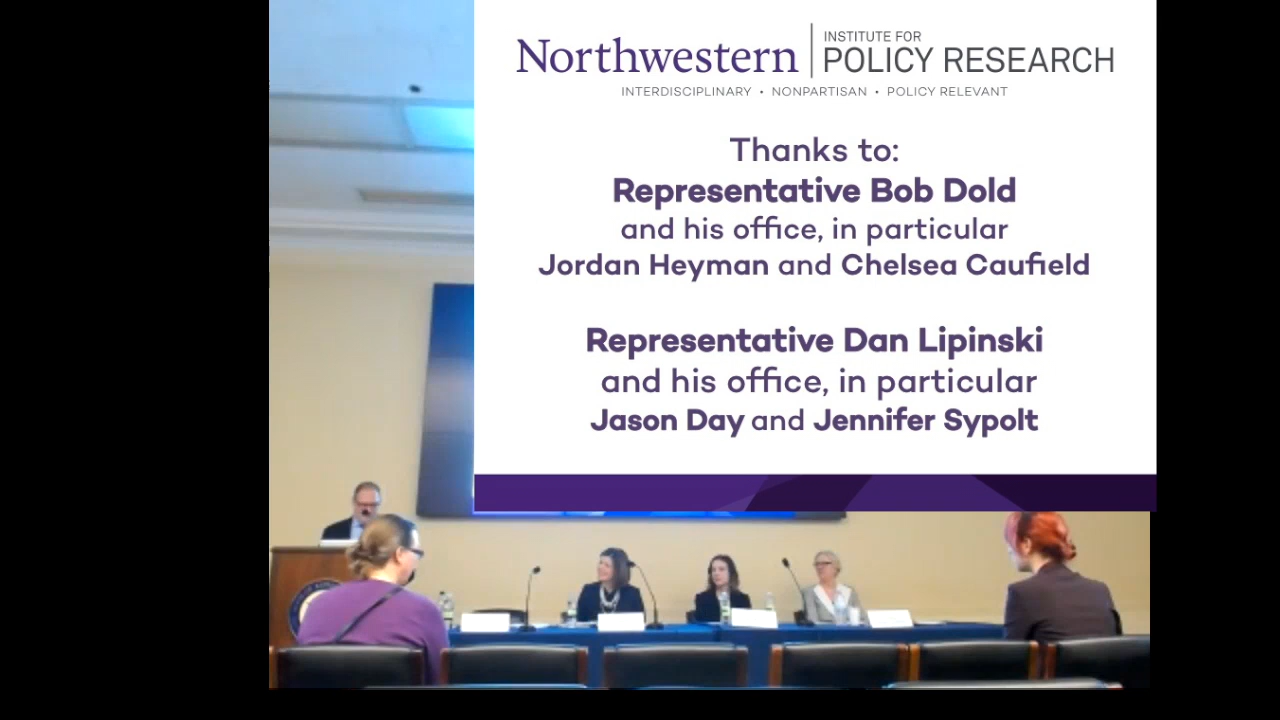 Northwestern
INSTITUTE FOR
POLICY RESEARCH
INTERDISCIPLINARY • NONPARTISAN • POLICY RELEVANT
Thanks to:
Representative Bob Dold
and his office, in particular
Jordan Heyman and Chelsea Caufield
Representative Dan Lipinski
and his office, in particular
Jason Day and Jennifer Sypolt